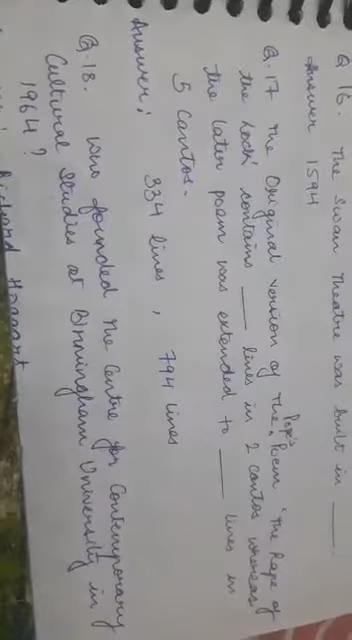 Q 16. The Swan Theatre was built in ____.
Answer 1594
Q. 17 The Original version of the Pope's Poem 'The Rape of
the Lock' contains ____ lines in 2 cantos whereas
the later poem was extended to ____ lines in
5 cantos.
Answer: 334 lines, 794 lines
Q. 18. Who founded the Centre for Contemporary
Cultural Studies at Birmingham University in
1964?
Richard Hoggart